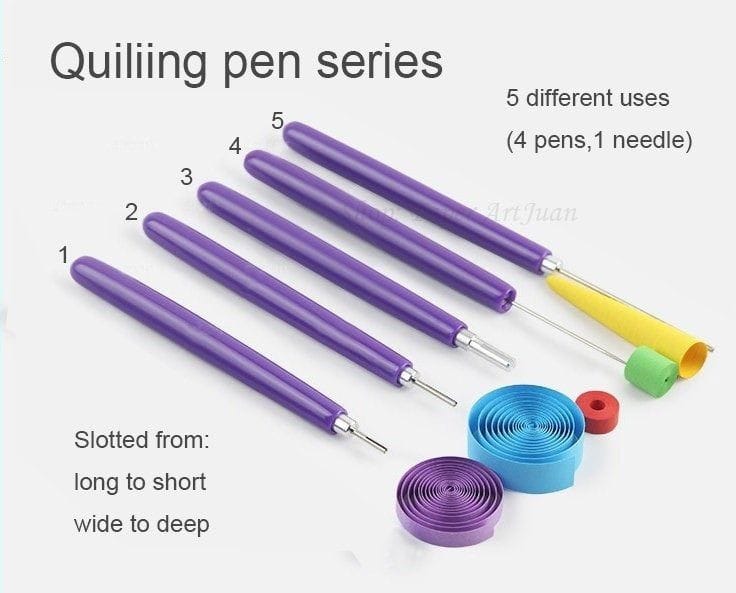 Quiliing pen series
5 different uses
(4 pens,1 needle)
5
4
3
2
1
ArtJuan
Slotted from:
long to short
wide to deep